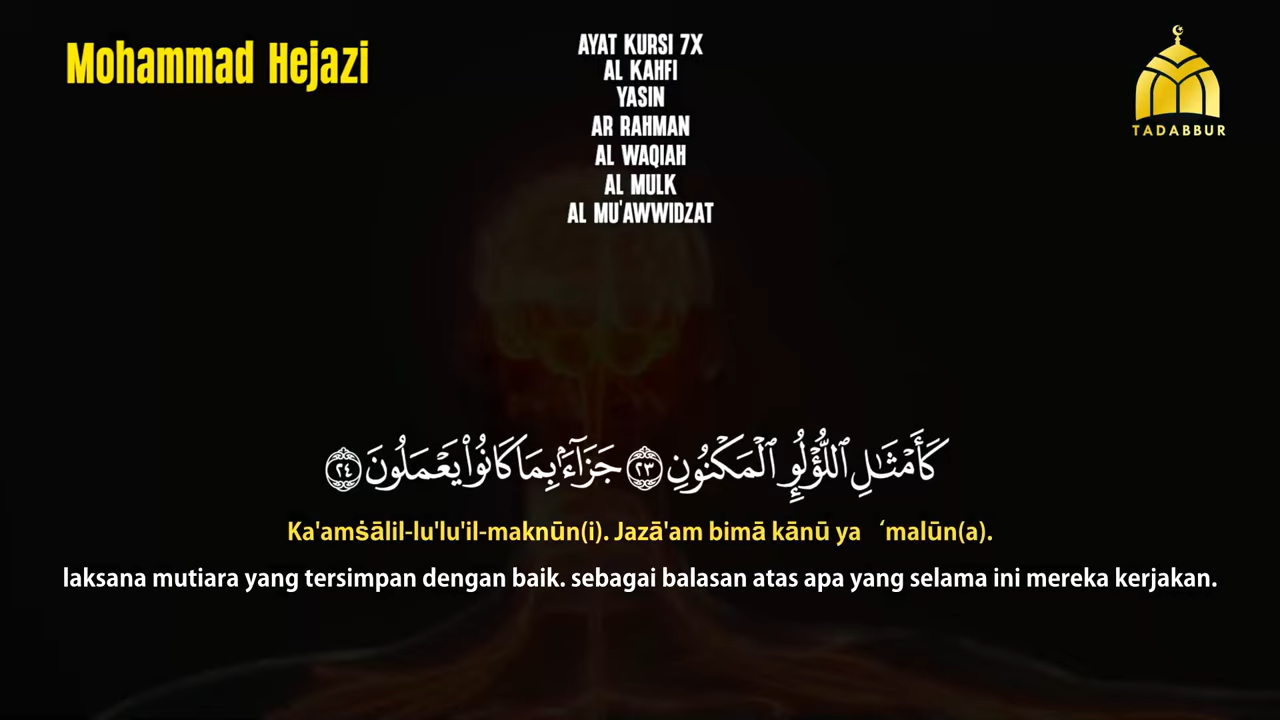 Mohammad Hejazi
AYAT KURSI 7X
AL KAHFI
YASIN
AR RAHMAN
AL WAQIAH
AL MULK
AL MU'AWWIDZAT
TADABBUR
كَأَمْثَـٰلِ ٱللُّؤْلُؤِ ٱلْمَكْنُونِ ٢٣ جَزَآءًۢ بِمَا كَانُوا۟ يَعْمَلُونَ ٢٤
Ka'amṡālil-lu'lu'il-maknūn(i). Jazā'am bimā kānū ya ‘malūn(a).
laksana mutiara yang tersimpan dengan baik. sebagai balasan atas apa yang selama ini mereka kerjakan.